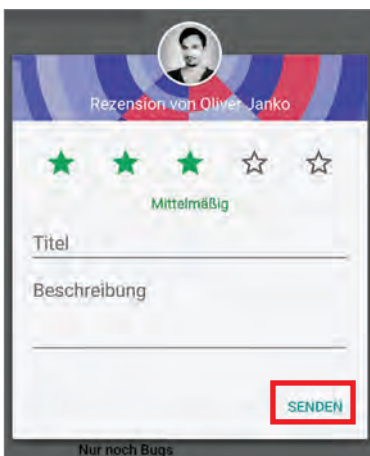 Rezension von Oliver Janko
Mittelmäßig
Titel
Beschreibung
SENDEN
Nur noch Bugs